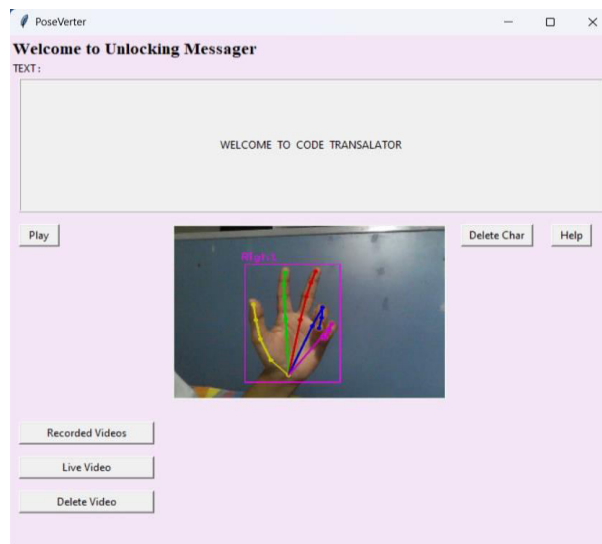 PoseVerter
Welcome to Unlocking Messager
TEXT :
WELCOME TO CODE TRANSALATOR
Play
Delete Char
Help
Right
Recorded Videos
Live Video
Delete Video